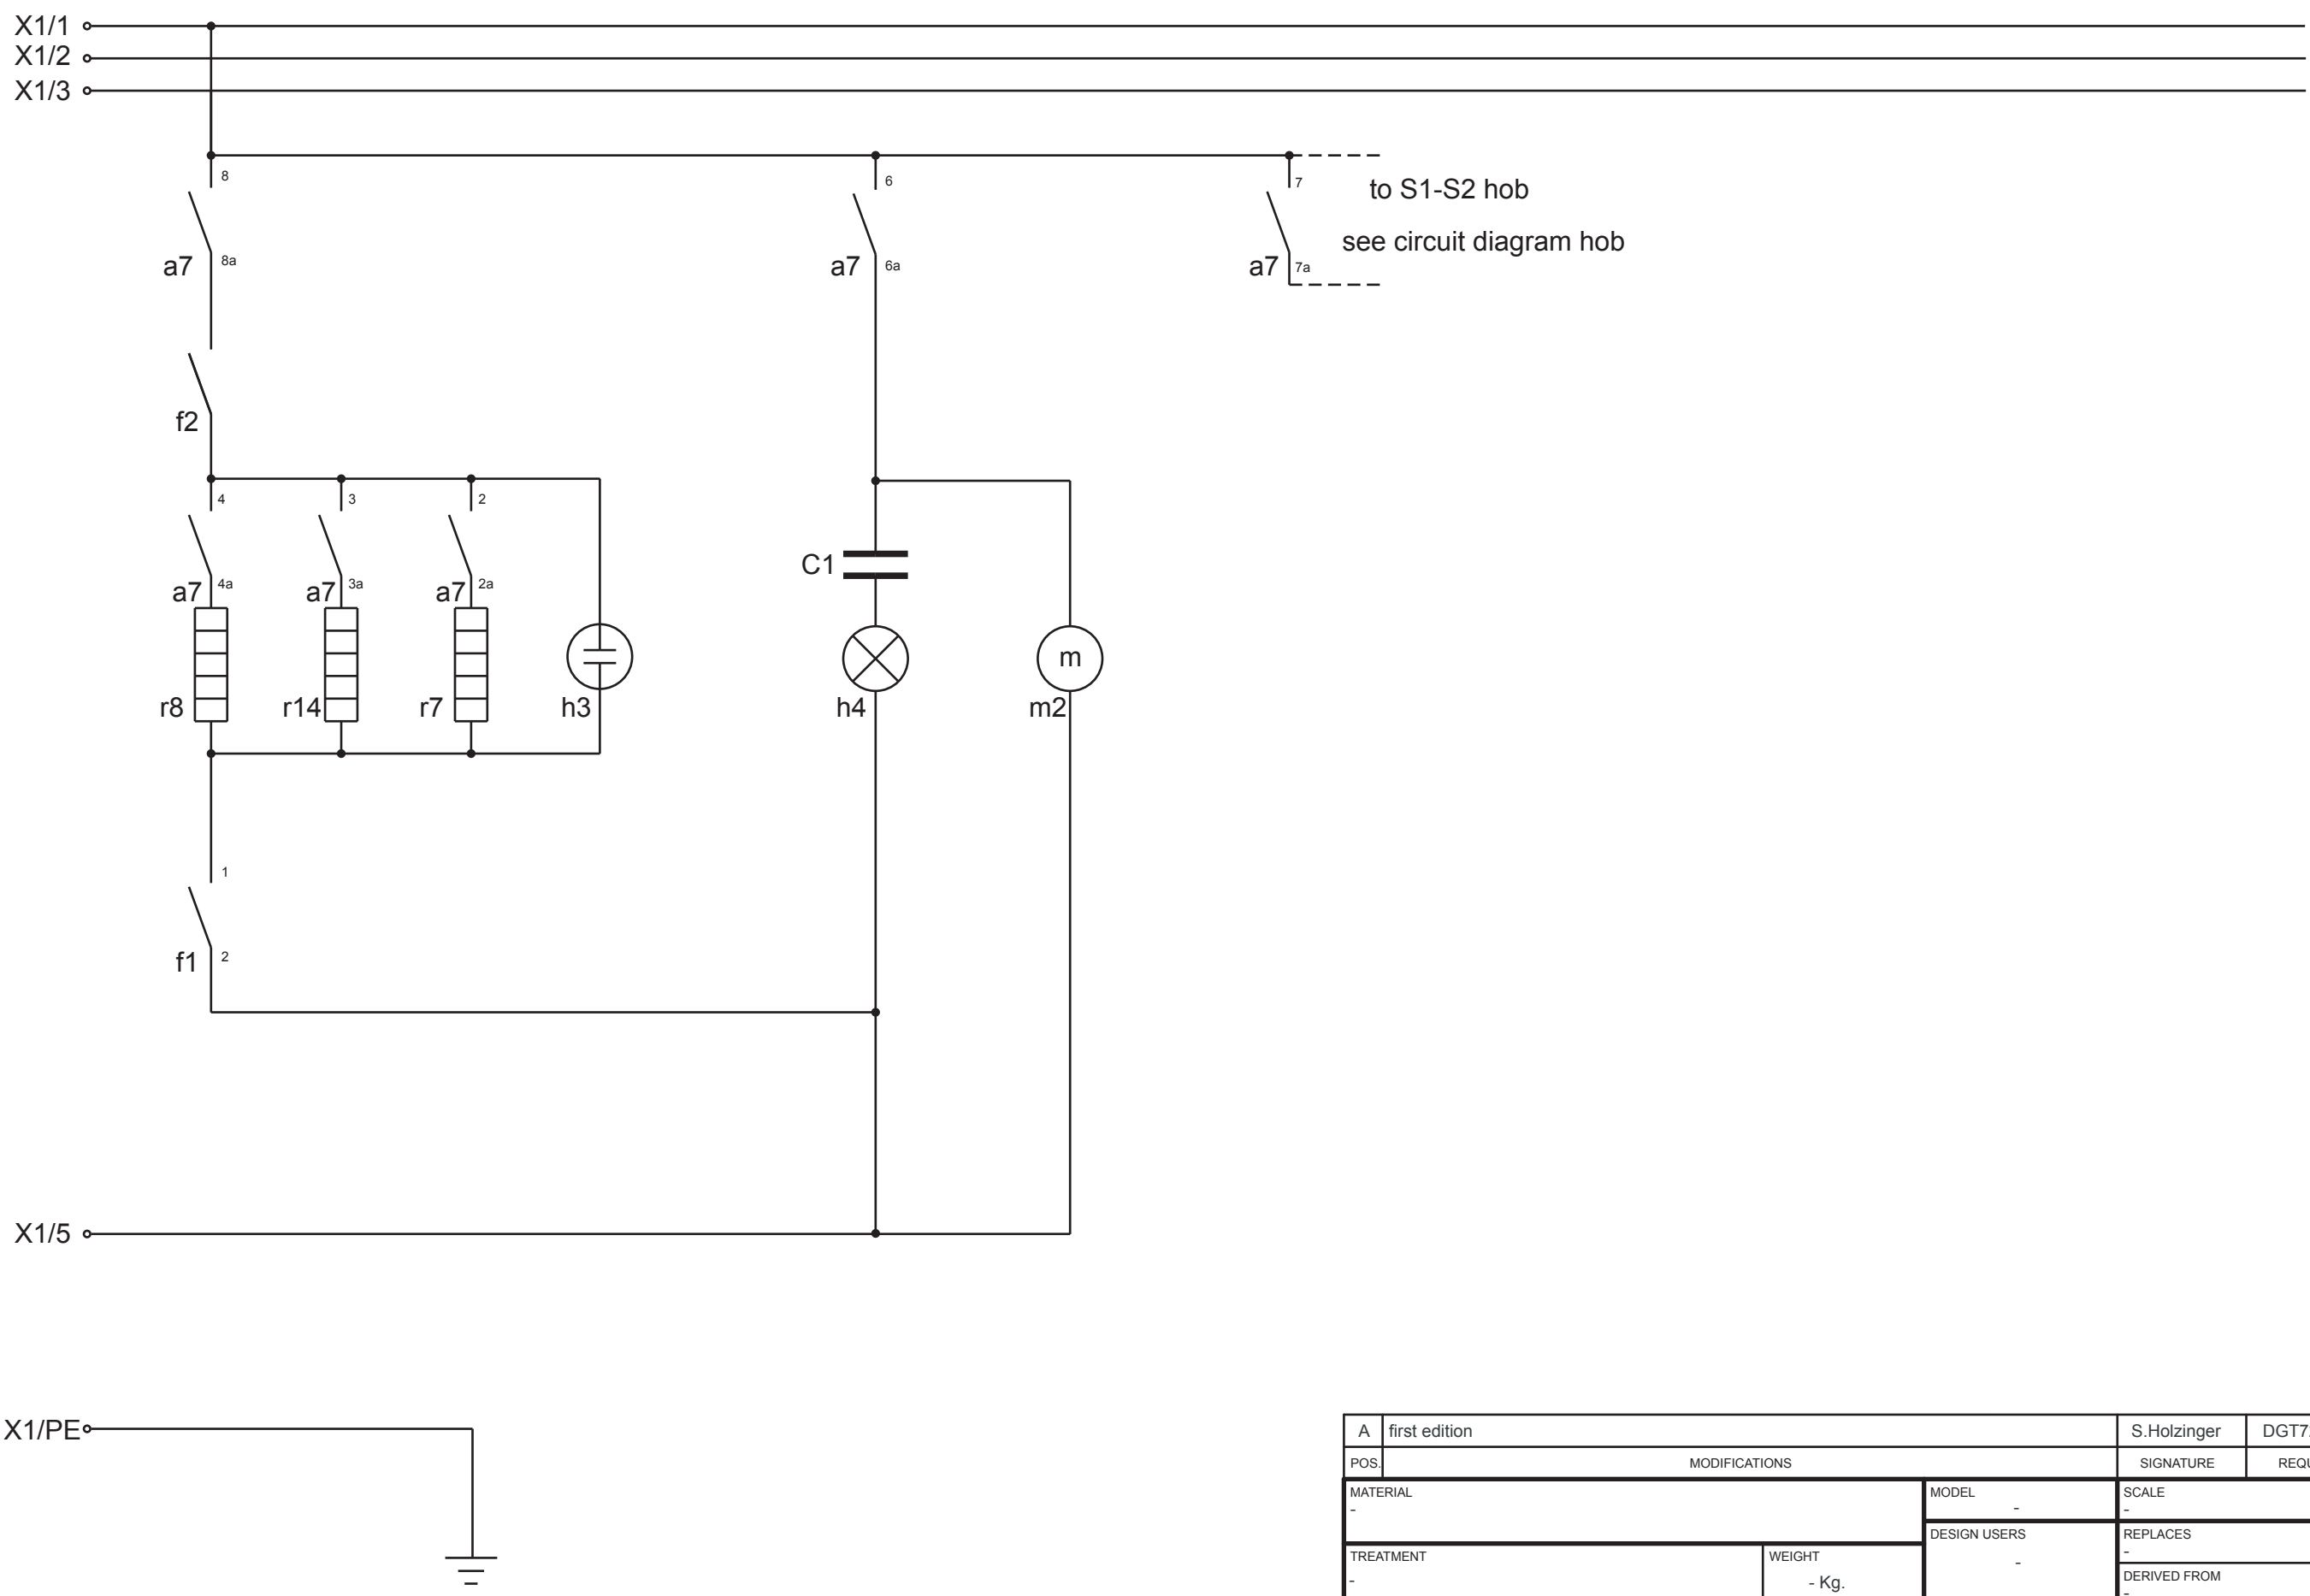 X1/1
X1/2
X1/3
8
6
7
to S1-S2 hob
see circuit diagram hob
a7
8a
a7
6a
a7
7a
f2
4
3
2
C1
a7
4a
a7
3a
a7
2a
m
r8
r14
r7
h3
h4
m2
1
f1
2
X1/5
X1/PE
A first edition S.Holzinger DGT7
POS. MODIFICATIONS SIGNATURE REQU
MATERIAL MODEL SCALE
- - -
DESIGN USERS REPLACES
- -
TREATMENT WEIGHT DERIVED FROM
- - Kg. -